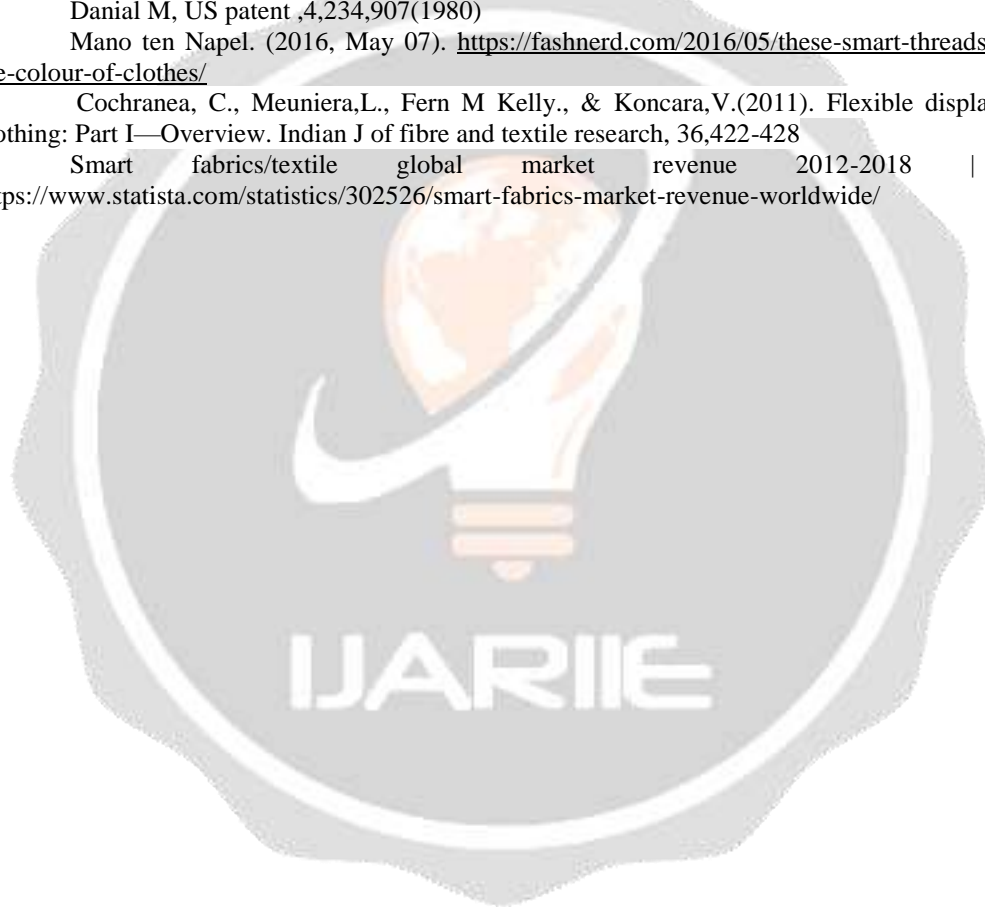 Danial M, US patent ,4,234,907(1980)
Mano ten Napel. (2016, May 07). https://fashnerd.com/2016/05/these-smart-threads
e-colour-of-clothes/
Cochranea, C., Meuniera,L., Fern M Kelly., & Koncara,V.(2011). Flexible displa
othing: Part I—Overview. Indian J of fibre and textile research, 36,422-428
Smart fabrics/textile global market revenue 2012-2018 |
tps://www.statista.com/statistics/302526/smart-fabrics-market-revenue-worldwide/
IJARIIE